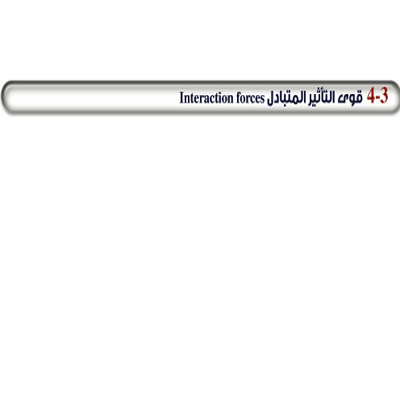 4-3 قوى التأثير المتبادل Interaction forces